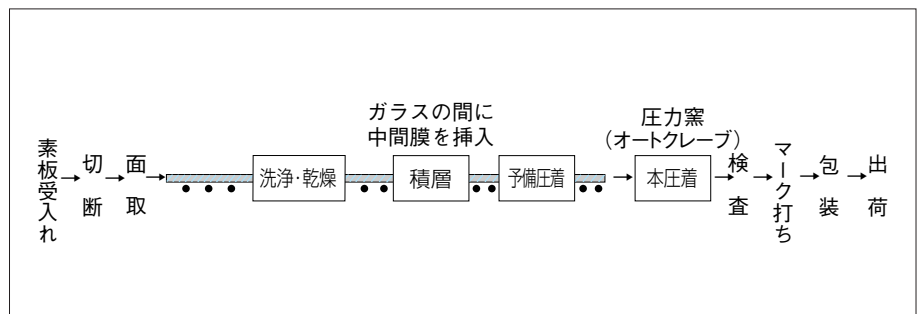 素板受入れ
切断
面取
洗浄・乾燥
ガラスの間に
中間膜を挿入
積層
予備圧着
圧力窯
（オートクレーブ）
本圧着
検査
マーク打ち
包装
出荷